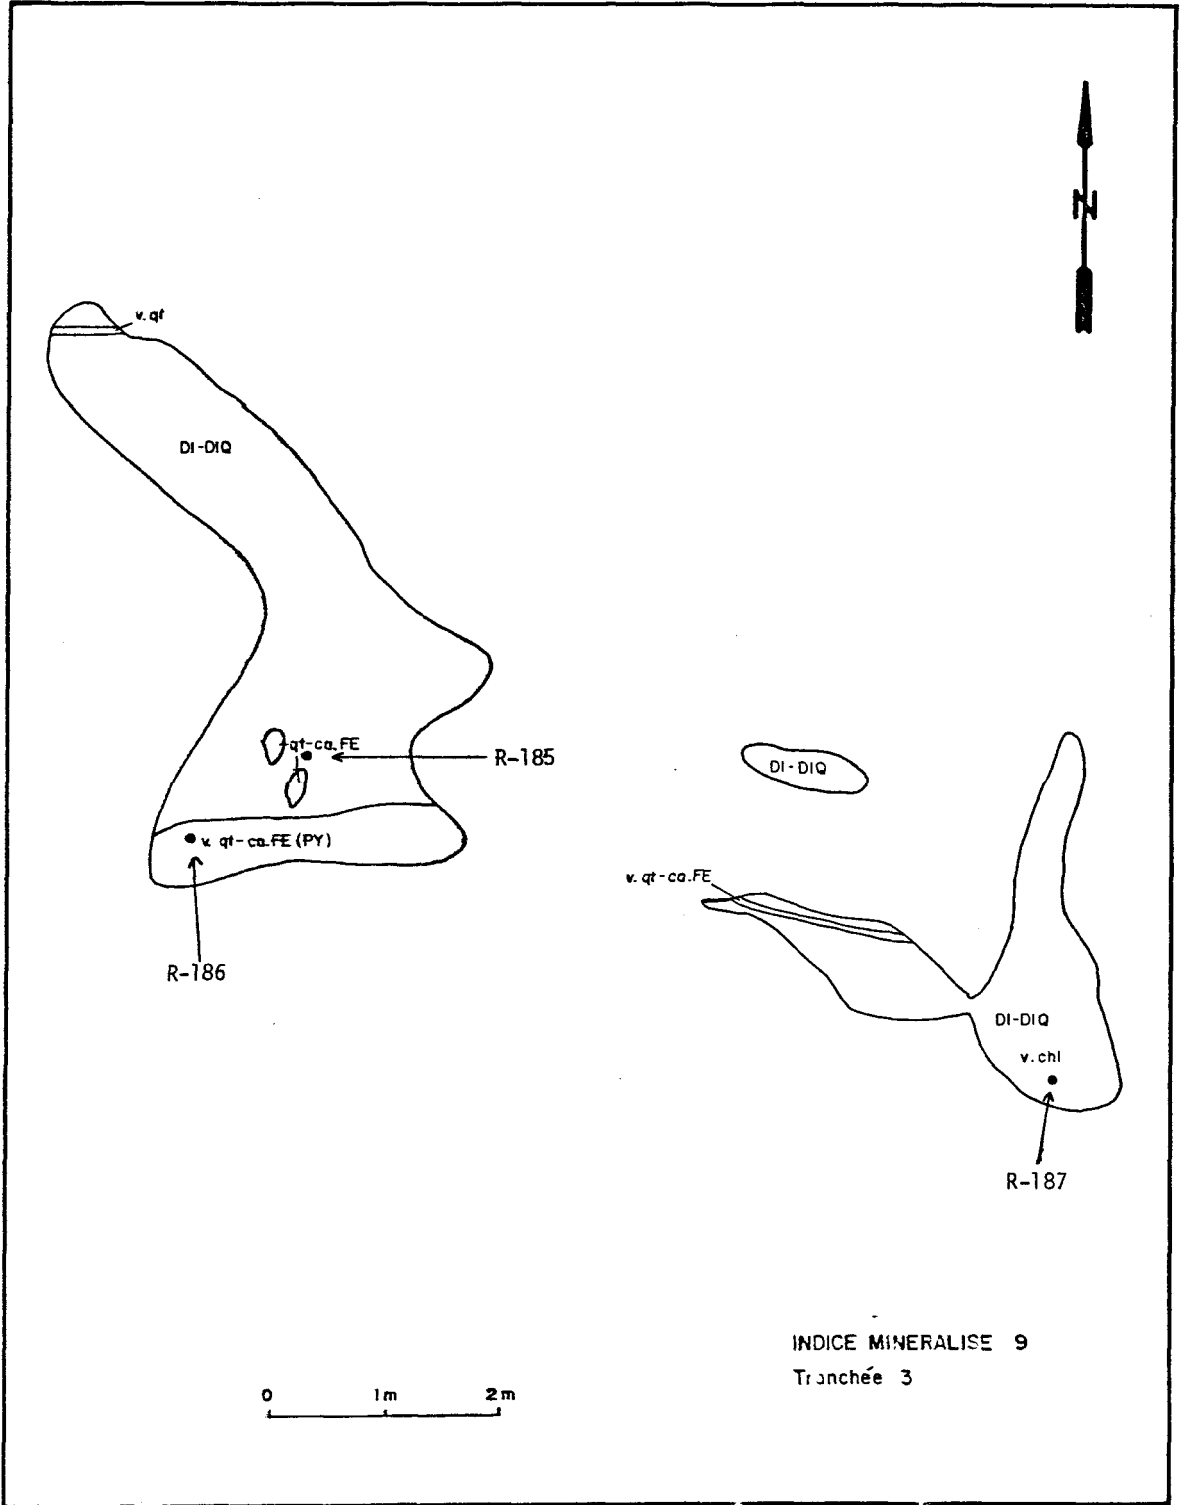 N
v. qt
DI-DIQ
qt-ca.FE
R-185
DI-DIQ
v. qt-ca.FE (PY)
v. qt-ca.FE
R-186
DI-DIQ
v. chl
R-187
INDICE MINERALISE 9
Tranchée 3
0 1m 2m